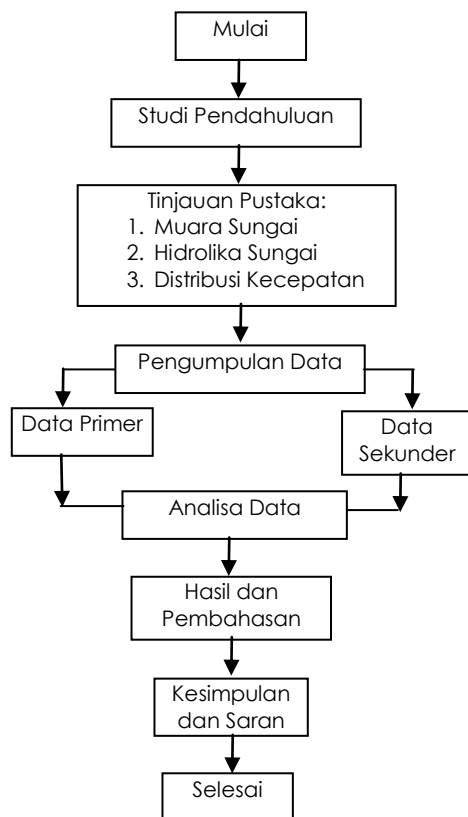 Mulai
Studi Pendahuluan
Tinjauan Pustaka:
1. Muara Sungai
2. Hidrolika Sungai
3. Distribusi Kecepatan
Pengumpulan Data
Data Primer
Data
Sekunder
Analisa Data
Hasil dan
Pembahasan
Kesimpulan
dan Saran
Selesai